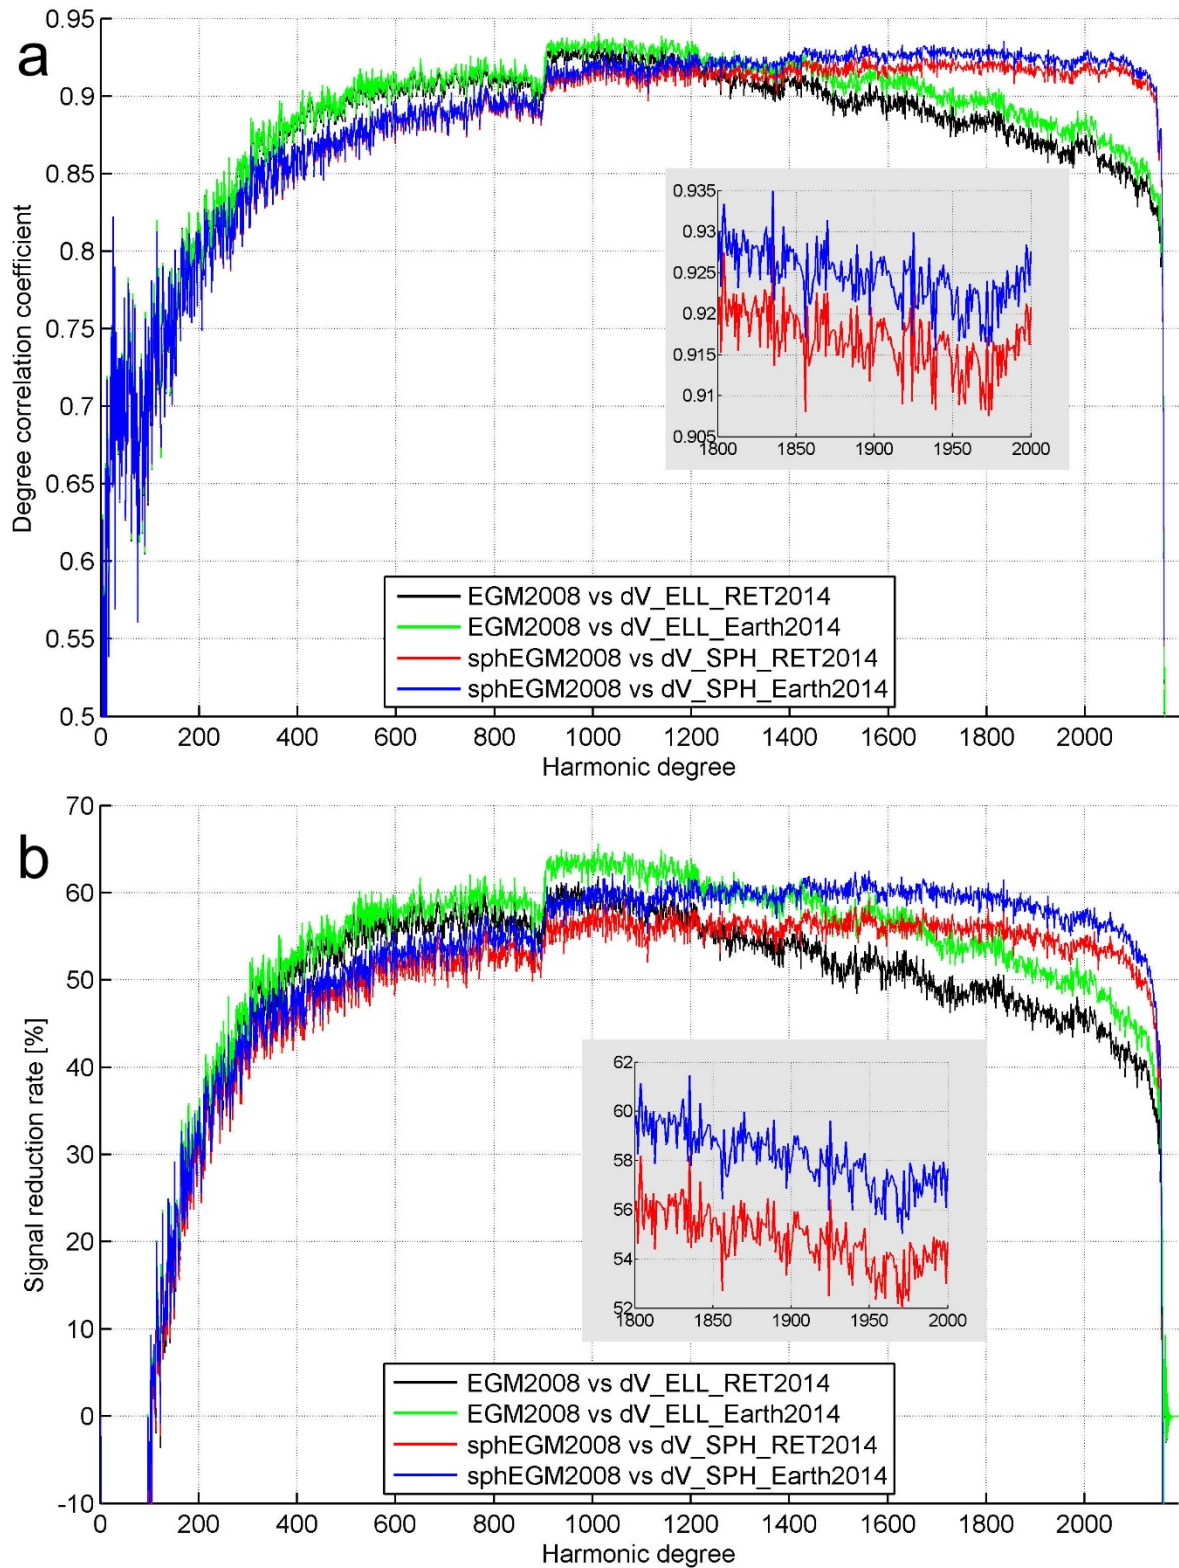 a
0.95
0.9
0.85
0.8
0.75
0.7
0.65
0.6
0.55
0.5
Degree correlation coefficient
0.935
0.93
0.925
0.92
0.915
0.91
0.905
1800 1850 1900 1950 2000
EGM2008 vs dV_ELL_RET2014
EGM2008 vs dV_ELL_Earth2014
sphEGM2008 vs dV_SPH_RET2014
sphEGM2008 vs dV_SPH_Earth2014
0 200 400 600 800 1000 1200 1400 1600 1800 2000
Harmonic degree
b
70
60
50
40
30
20
10
0
-10
Signal reduction rate [%]
62
60
58
56
54
52
1800 1850 1900 1950 2000
EGM2008 vs dV_ELL_RET2014
EGM2008 vs dV_ELL_Earth2014
sphEGM2008 vs dV_SPH_RET2014
sphEGM2008 vs dV_SPH_Earth2014
0 200 400 600 800 1000 1200 1400 1600 1800 2000
Harmonic degree